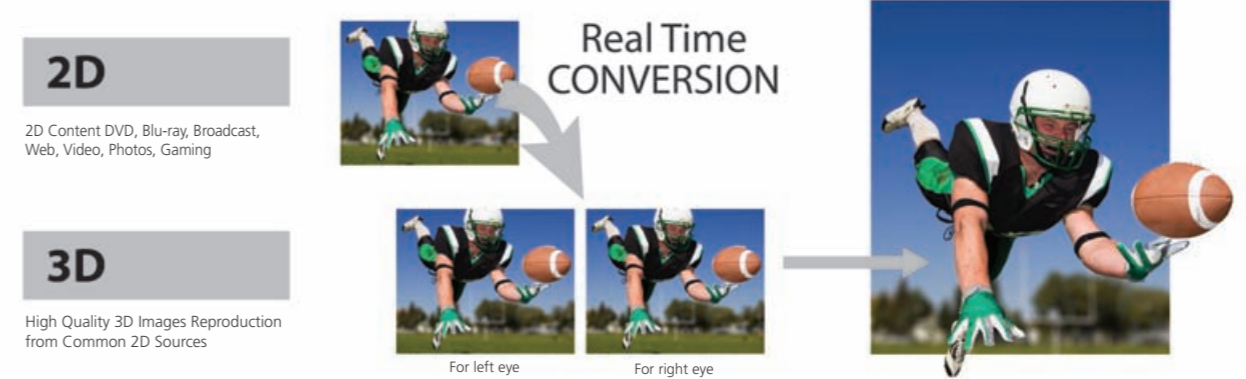 2D
2D Content DVD, Blu-ray, Broadcast,
Web, Video, Photos, Gaming
Real Time
CONVERSION
3D
High Quality 3D Images Reproduction
from Common 2D Sources
For left eye
For right eye